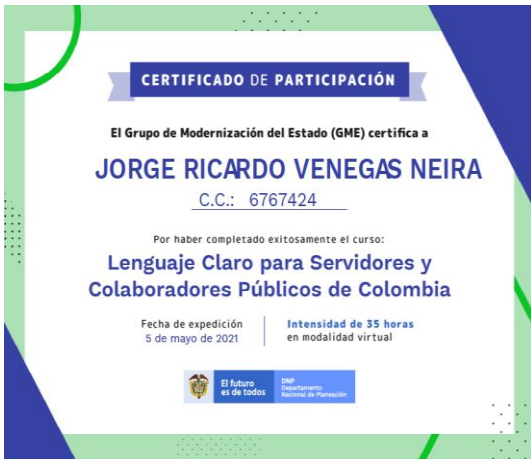 CERTIFICADO DE PARTICIPACIÓN
El Grupo de Modernización del Estado (GME) certifica a
JORGE RICARDO VENEGAS NEIRA
C.C.: 6767424
Por haber completado exitosamente el curso:
Lenguaje Claro para Servidores y
Colaboradores Públicos de Colombia
Fecha de expedición
5 de mayo de 2021
Intensidad de 35 horas
en modalidad virtual
El futuro
es de todos
DNP
Departamento
Nacional de Planeación